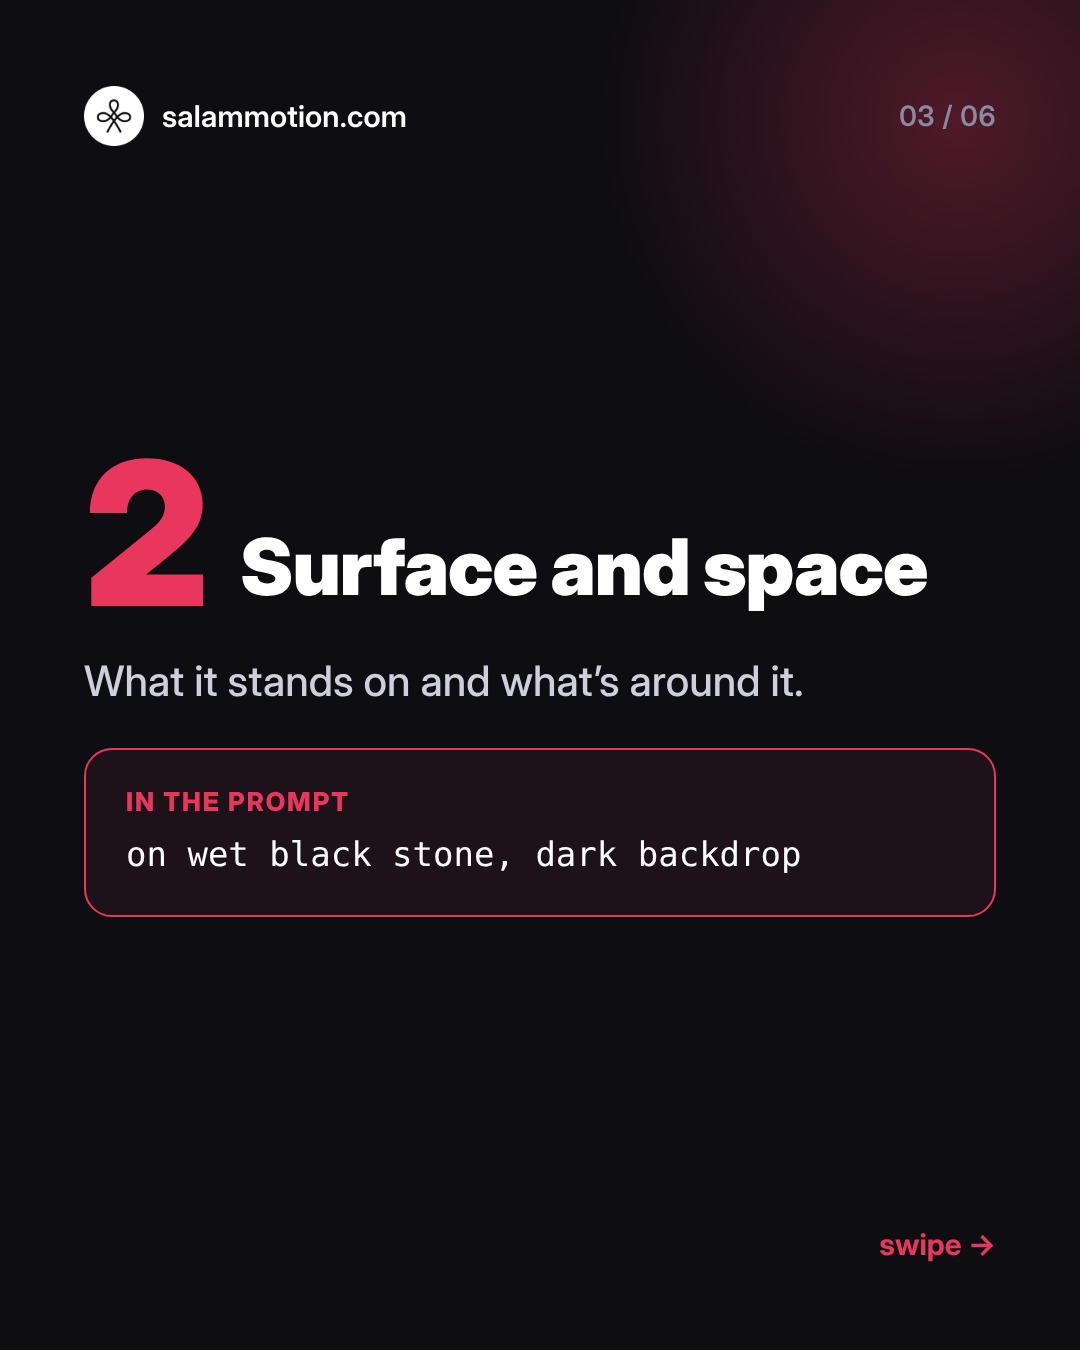 salammotion.com
03 / 06
2 Surface and space
What it stands on and what’s around it.
IN THE PROMPT
on wet black stone, dark backdrop
swipe →